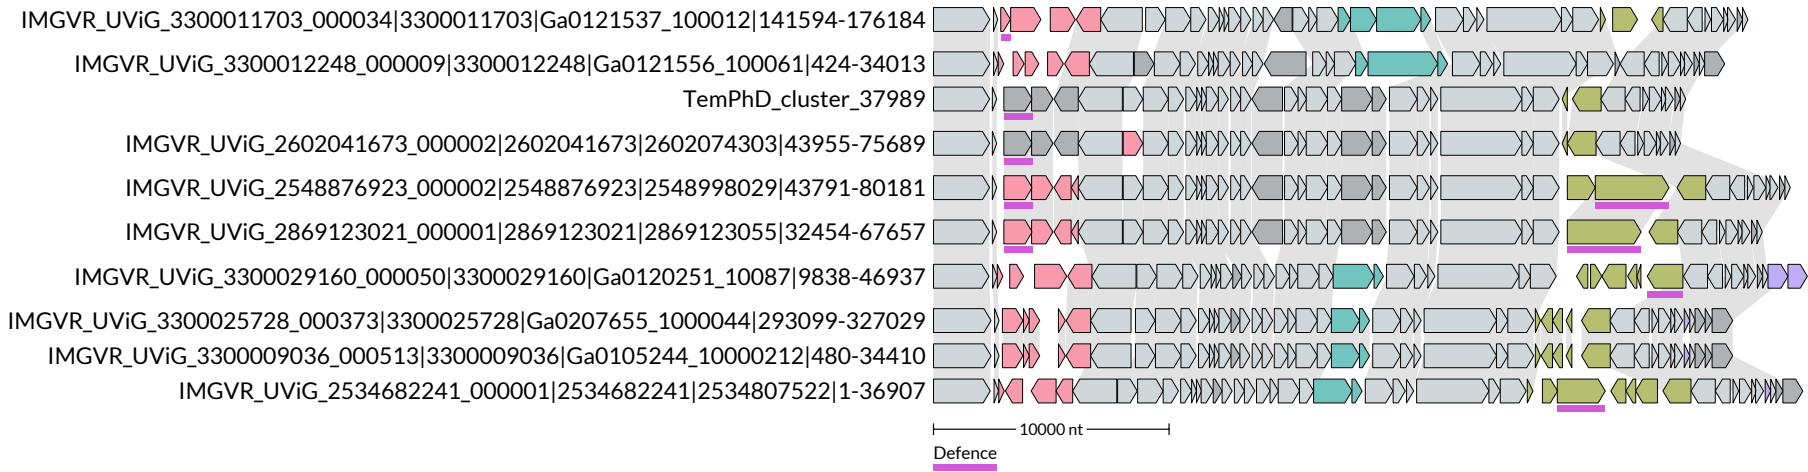 IMGVR_UViG_3300011703_000034|3300011703|Ga0121537_100012|141594-176184
IMGVR_UViG_3300012248_000009|3300012248|Ga0121556_100061|424-34013
TemPhD_cluster_37989
IMGVR_UViG_2602041673_000002|2602041673|2602074303|43955-75689
IMGVR_UViG_2548876923_000002|2548876923|2548998029|43791-80181
IMGVR_UViG_2869123021_000001|2869123021|2869123055|32454-67657
IMGVR_UViG_3300029160_000050|3300029160|Ga0120251_10087|9838-46937
IMGVR_UViG_3300025728_000373|3300025728|Ga0207655_1000044|293099-327029
IMGVR_UViG_3300009036_000513|3300009036|Ga0105244_10000212|480-34410
IMGVR_UViG_2534682241_000001|2534682241|2534807522|1-36907
10000 nt
Defence